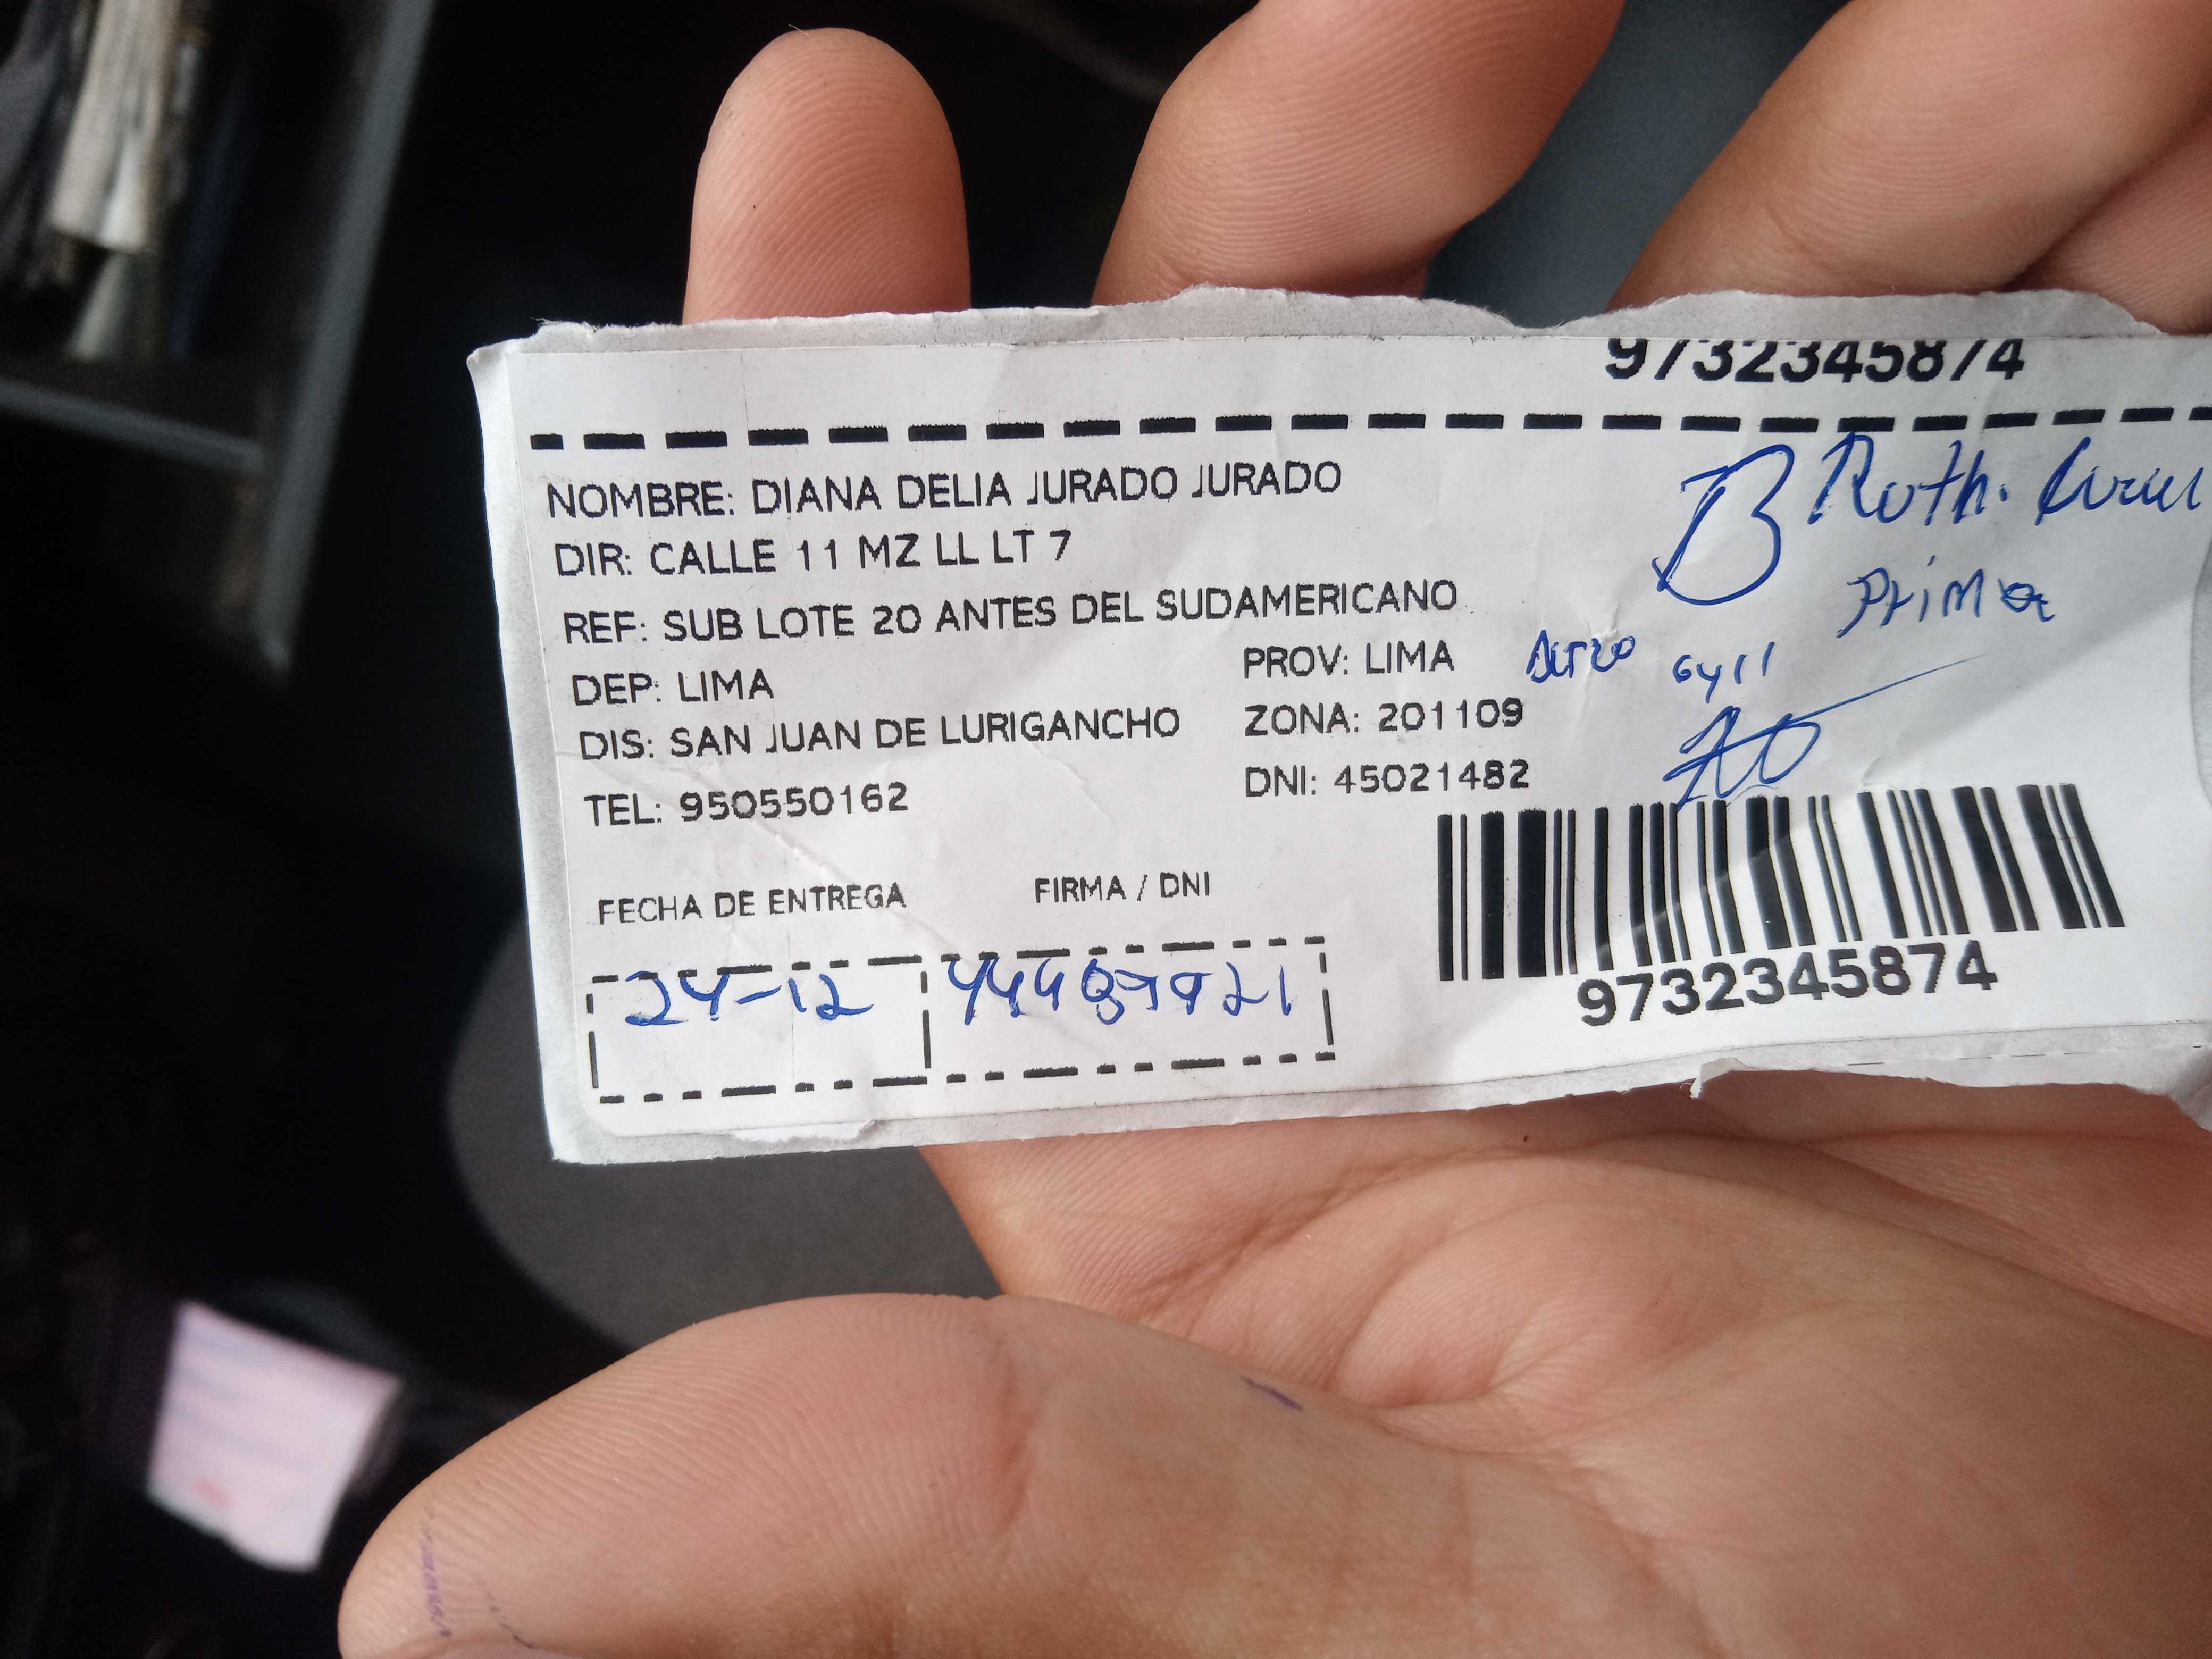 9732345874
NOMBRE: DIANA DELIA JURADO JURADO
DIR: CALLE 11 MZ LL LT 7
REF: SUB LOTE 20 ANTES DEL SUDAMERICANO
DEP: LIMA PROV: LIMA
DIS: SAN JUAN DE LURIGANCHO ZONA: 201109
TEL: 950550162 DNI: 45021482
B Ruth.
Prima
FECHA DE ENTREGA FIRMA / DNI
24-12
9732345874